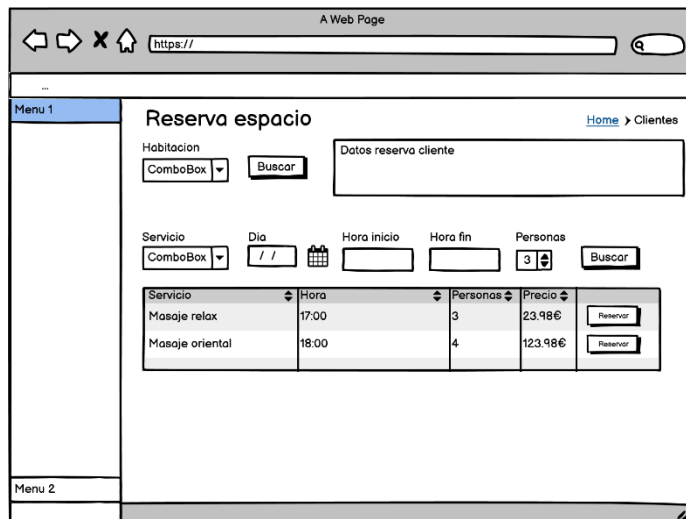 A Web Page
https://
...
Menu 1
Reserva espacio
Home > Clientes
Habitacion
ComboBox
Buscar
Datos reserva cliente
Servicio Dia Hora inicio Hora fin Personas
ComboBox / / 3 Buscar
Servicio Hora Personas Precio
Masaje relax 17:00 3 23.98€ Reservar
Masaje oriental 18:00 4 123.98€ Reservar
Menu 2